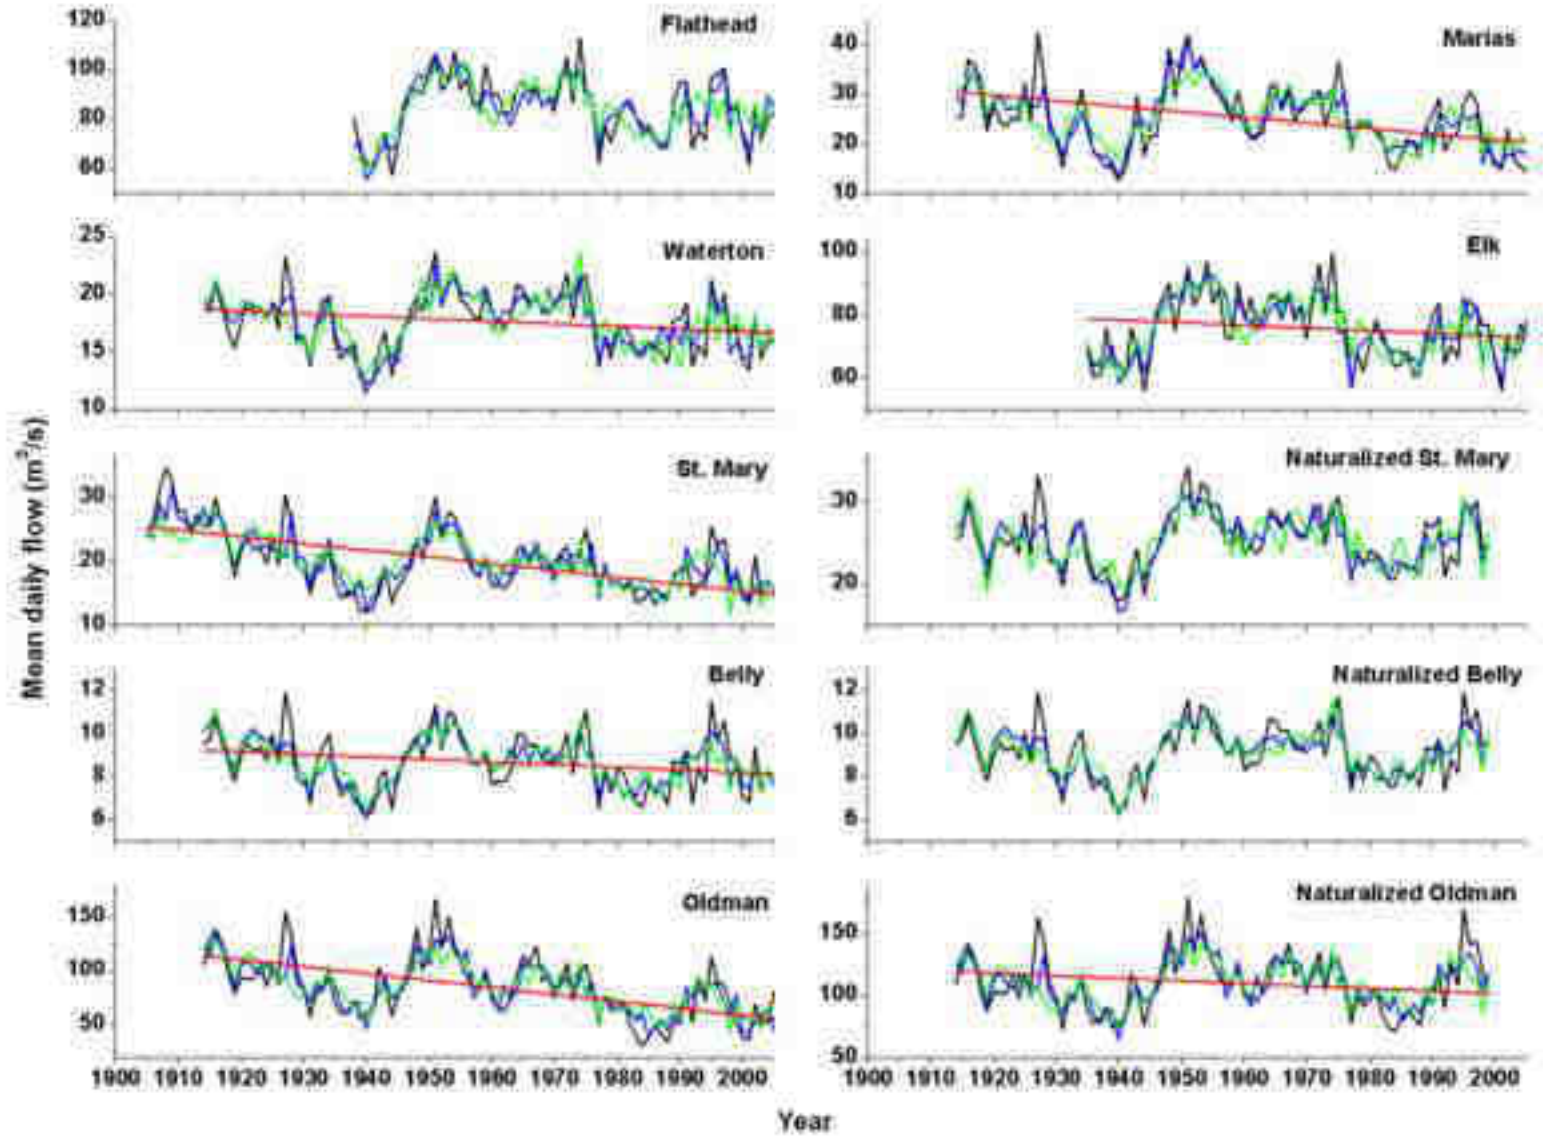 Flathead
120
100
80
60
Marias
40
30
20
10
Waterton
25
20
15
10
Elk
100
80
60
St. Mary
30
20
10
Naturalized St. Mary
30
20
Belly
12
10
8
6
Naturalized Belly
12
10
8
6
Oldman
150
100
50
Naturalized Oldman
150
100
50
1900 1910 1920 1930 1940 1950 1960 1970 1980 1990 2000
1900 1910 1920 1930 1940 1950 1960 1970 1980 1990 2000
Mean daily flow (m³/s)
Year